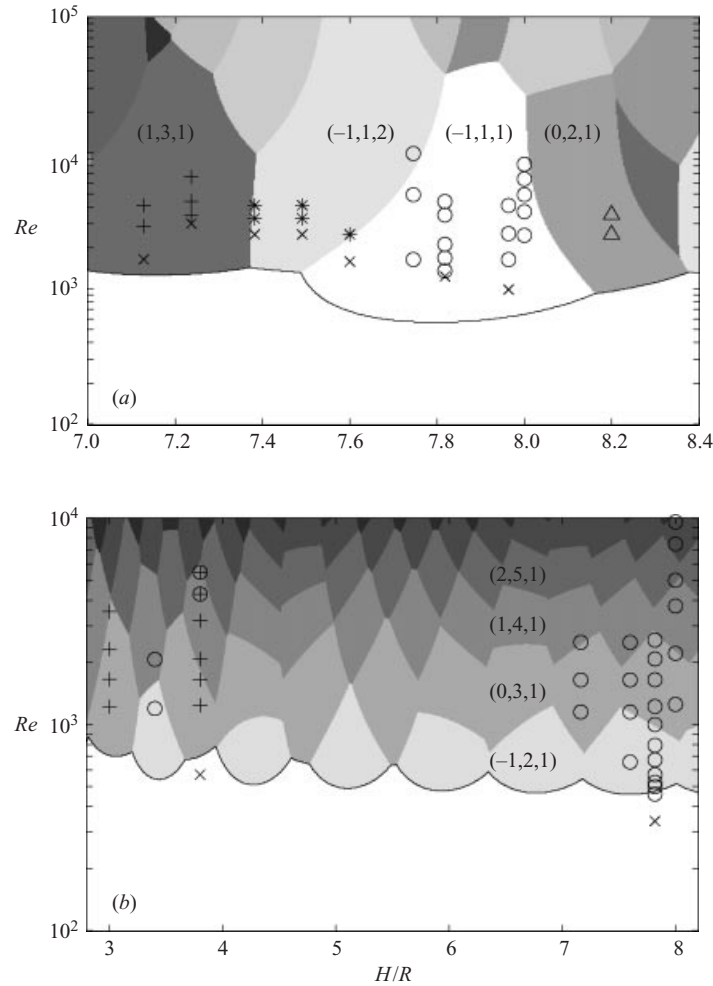 10^5
(1,3,1)
(–1,1,2)
(–1,1,1)
(0,2,1)
10^4
Re
10^3
(a)
10^2
7.0 7.2 7.4 7.6 7.8 8.0 8.2 8.4
10^4
(2,5,1)
(1,4,1)
Re
(0,3,1)
10^3
(–1,2,1)
(b)
10^2
3 4 5 6 7 8
H/R